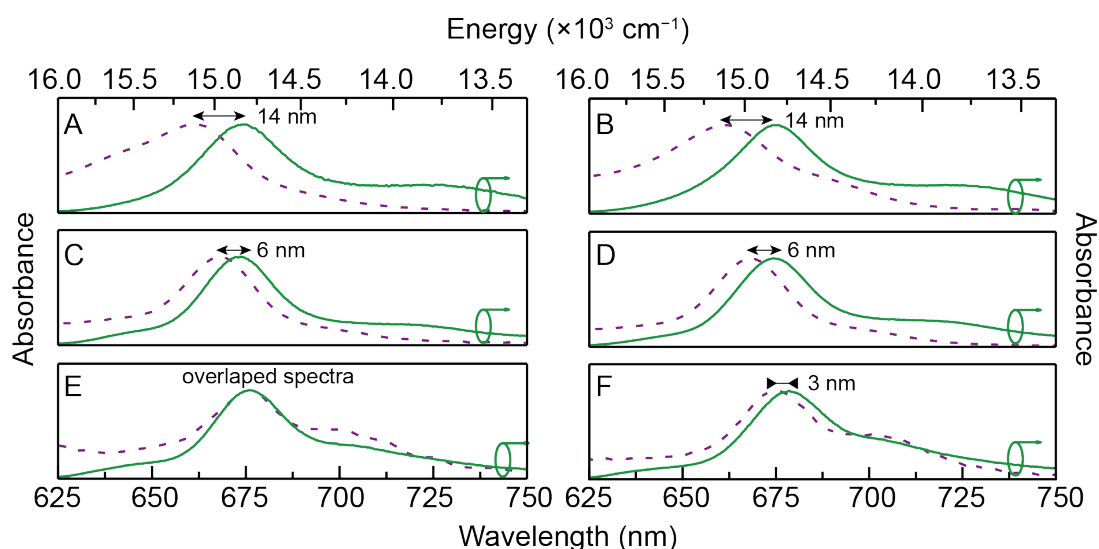 Energy (×10³ cm⁻¹)
16.0 15.5 15.0 14.5 14.0 13.5
16.0 15.5 15.0 14.5 14.0 13.5
A 14 nm
B 14 nm
C 6 nm
D 6 nm
E overlaped spectra
F 3 nm
Absorbance
Absorbance
625 650 675 700 725 750
625 650 675 700 725 750
Wavelength (nm)